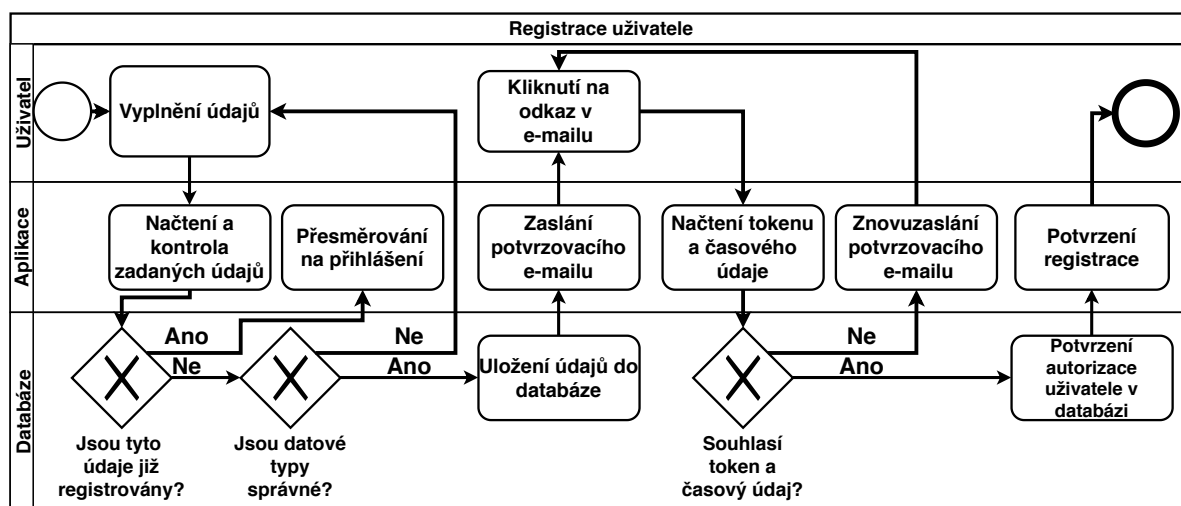 Registrace uživatele
Uživatel
Vyplnění údajů
Kliknutí na
odkaz v
e-mailu
Aplikace
Načtení a
kontrola
zadaných údajů
Přesměrování
na přihlášení
Zaslání
potvrzovacího
e-mailu
Načtení tokenu
a časového
údaje
Znovuzaslání
potvrzovacího
e-mailu
Potvrzení
registrace
Databáze
Ano
Ne
Jsou tyto
údaje již
registrovány?
Ne
Ano
Jsou datové
typy
správné?
Uložení údajů do
databáze
Ne
Ano
Souhlasí
token a
časový údaj?
Potvrzení
autorizace
uživatele v
databázi